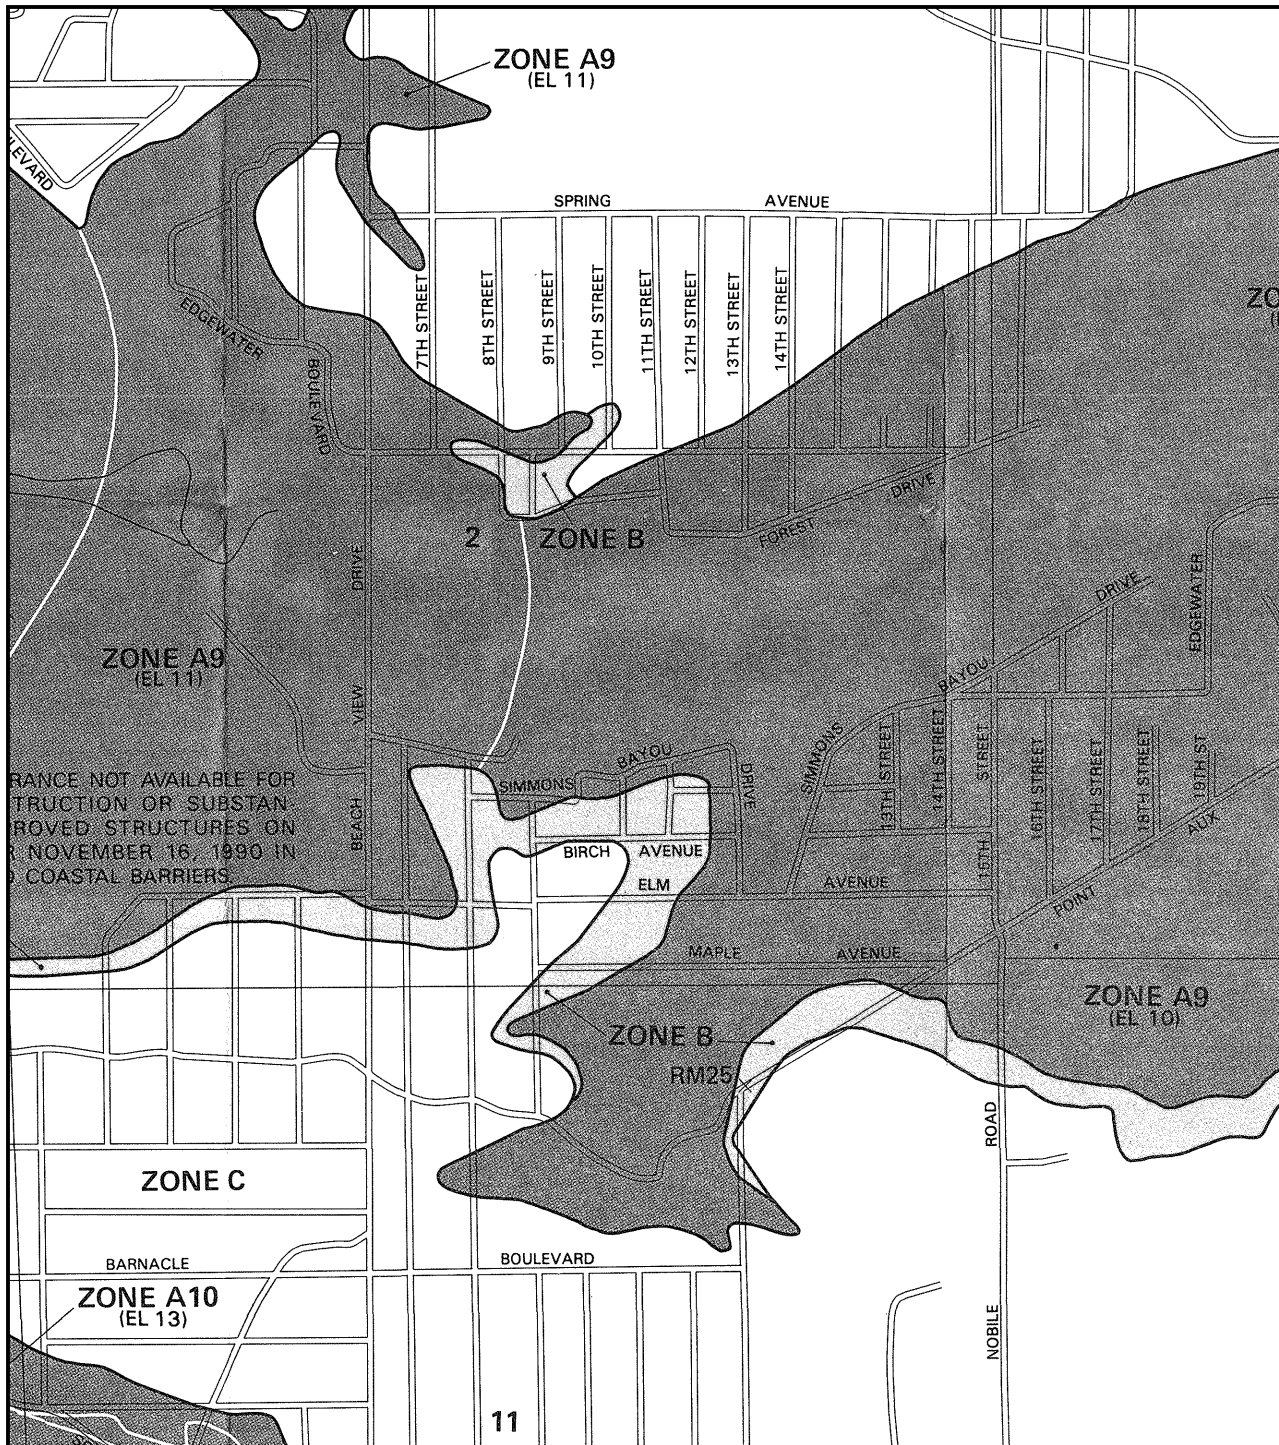 ZONE A9
(EL 11)
LEVARD
SPRING AVENUE
EDGEWATER
BOULEVARD
7TH STREET
8TH STREET
9TH STREET
10TH STREET
11TH STREET
12TH STREET
13TH STREET
14TH STREET
ZO
DRIVE
FOREST
2
ZONE B
DRIVE
VIEW
BEACH
ZONE A9
(EL 11)
DRIVE
BAYOU
SIMMONS
EDGEWATER
RANCE NOT AVAILABLE FOR
TRUCTION OR SUBSTAN-
ROVED STRUCTURES ON
R NOVEMBER 16, 1990 IN
D COASTAL BARRIERS.
SIMMONS
BAYOU
DRIVE
13TH STREET
14TH STREET
15TH
STREET
16TH STREET
17TH STREET
18TH STREET
19TH ST
POINT
AUX
BIRCH AVENUE
ELM
AVENUE
MAPLE AVENUE
ZONE A9
(EL 10)
ZONE B
RM25
ROAD
NOBILE
ZONE C
BARNACLE
BOULEVARD
ZONE A10
(EL 13)
11